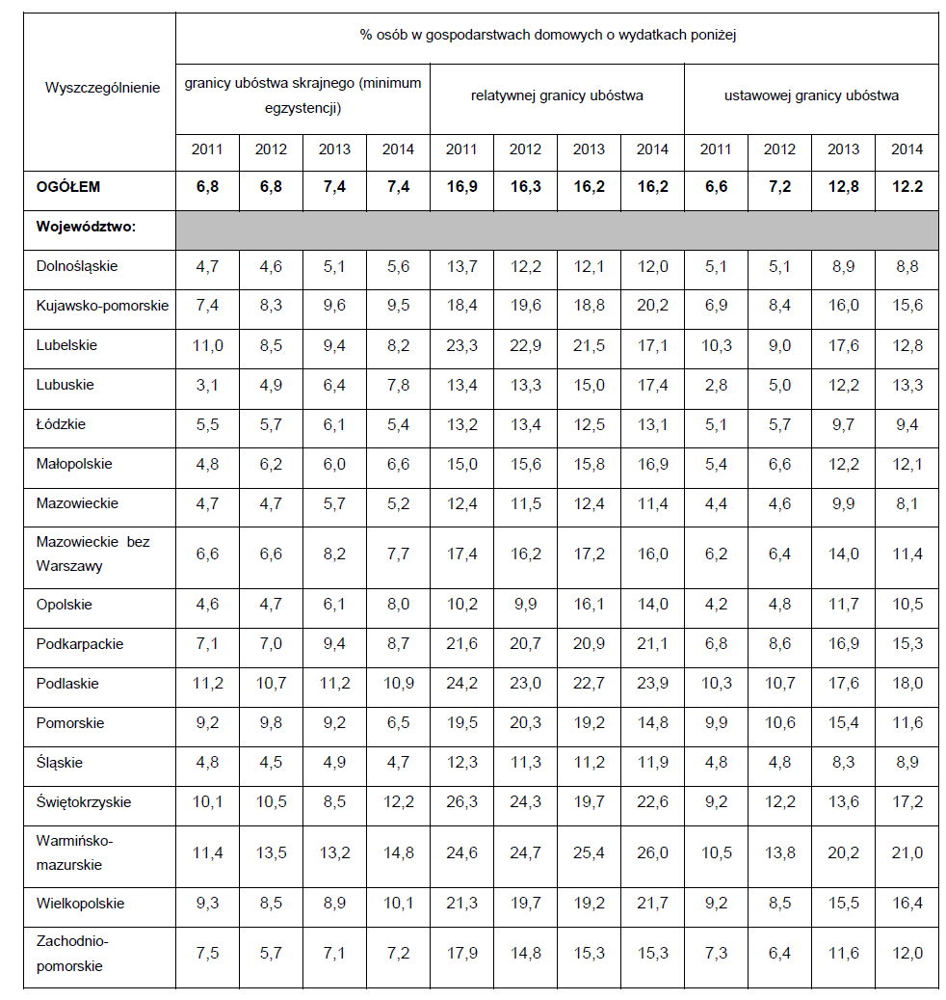 % osób w gospodarstwach domowych o wydatkach poniżej
Wyszczególnienie
granicy ubóstwa skrajnego (minimum
egzystencji)
relatywnej granicy ubóstwa
ustawowej granicy ubóstwa
2011 2012 2013 2014 2011 2012 2013 2014 2011 2012 2013 2014
OGÓŁEM 6,8 6,8 7,4 7,4 16,9 16,3 16,2 16,2 6,6 7,2 12,8 12.2
Województwo:
Dolnośląskie 4,7 4,6 5,1 5,6 13,7 12,2 12,1 12,0 5,1 5,1 8,9 8,8
Kujawsko-pomorskie 7,4 8,3 9,6 9,5 18,4 19,6 18,8 20,2 6,9 8,4 16,0 15,6
Lubelskie 11,0 8,5 9,4 8,2 23,3 22,9 21,5 17,1 10,3 9,0 17,6 12,8
Lubuskie 3,1 4,9 6,4 7,8 13,4 13,3 15,0 17,4 2,8 5,0 12,2 13,3
Łódzkie 5,5 5,7 6,1 5,4 13,2 13,4 12,5 13,1 5,1 5,7 9,7 9,4
Małopolskie 4,8 6,2 6,0 6,6 15,0 15,6 15,8 16,9 5,4 6,6 12,2 12,1
Mazowieckie 4,7 4,7 5,7 5,2 12,4 11,5 12,4 11,4 4,4 4,6 9,9 8,1
Mazowieckie bez
Warszawy
6,6 6,6 8,2 7,7 17,4 16,2 17,2 16,0 6,2 6,4 14,0 11,4
Opolskie 4,6 4,7 6,1 8,0 10,2 9,9 16,1 14,0 4,2 4,8 11,7 10,5
Podkarpackie 7,1 7,0 9,4 8,7 21,6 20,7 20,9 21,1 6,8 8,6 16,9 15,3
Podlaskie 11,2 10,7 11,2 10,9 24,2 23,0 22,7 23,9 10,3 10,7 17,6 18,0
Pomorskie 9,2 9,8 9,2 6,5 19,5 20,3 19,2 14,8 9,9 10,6 15,4 11,6
Śląskie 4,8 4,5 4,9 4,7 12,3 11,3 11,2 11,9 4,8 4,8 8,3 8,9
Świętokrzyskie 10,1 10,5 8,5 12,2 26,3 24,3 19,7 22,6 9,2 12,2 13,6 17,2
Warmińsko-
mazurskie
11,4 13,5 13,2 14,8 24,6 24,7 25,4 26,0 10,5 13,8 20,2 21,0
Wielkopolskie 9,3 8,5 8,9 10,1 21,3 19,7 19,2 21,7 9,2 8,5 15,5 16,4
Zachodnio-
pomorskie
7,5 5,7 7,1 7,2 17,9 14,8 15,3 15,3 7,3 6,4 11,6 12,0